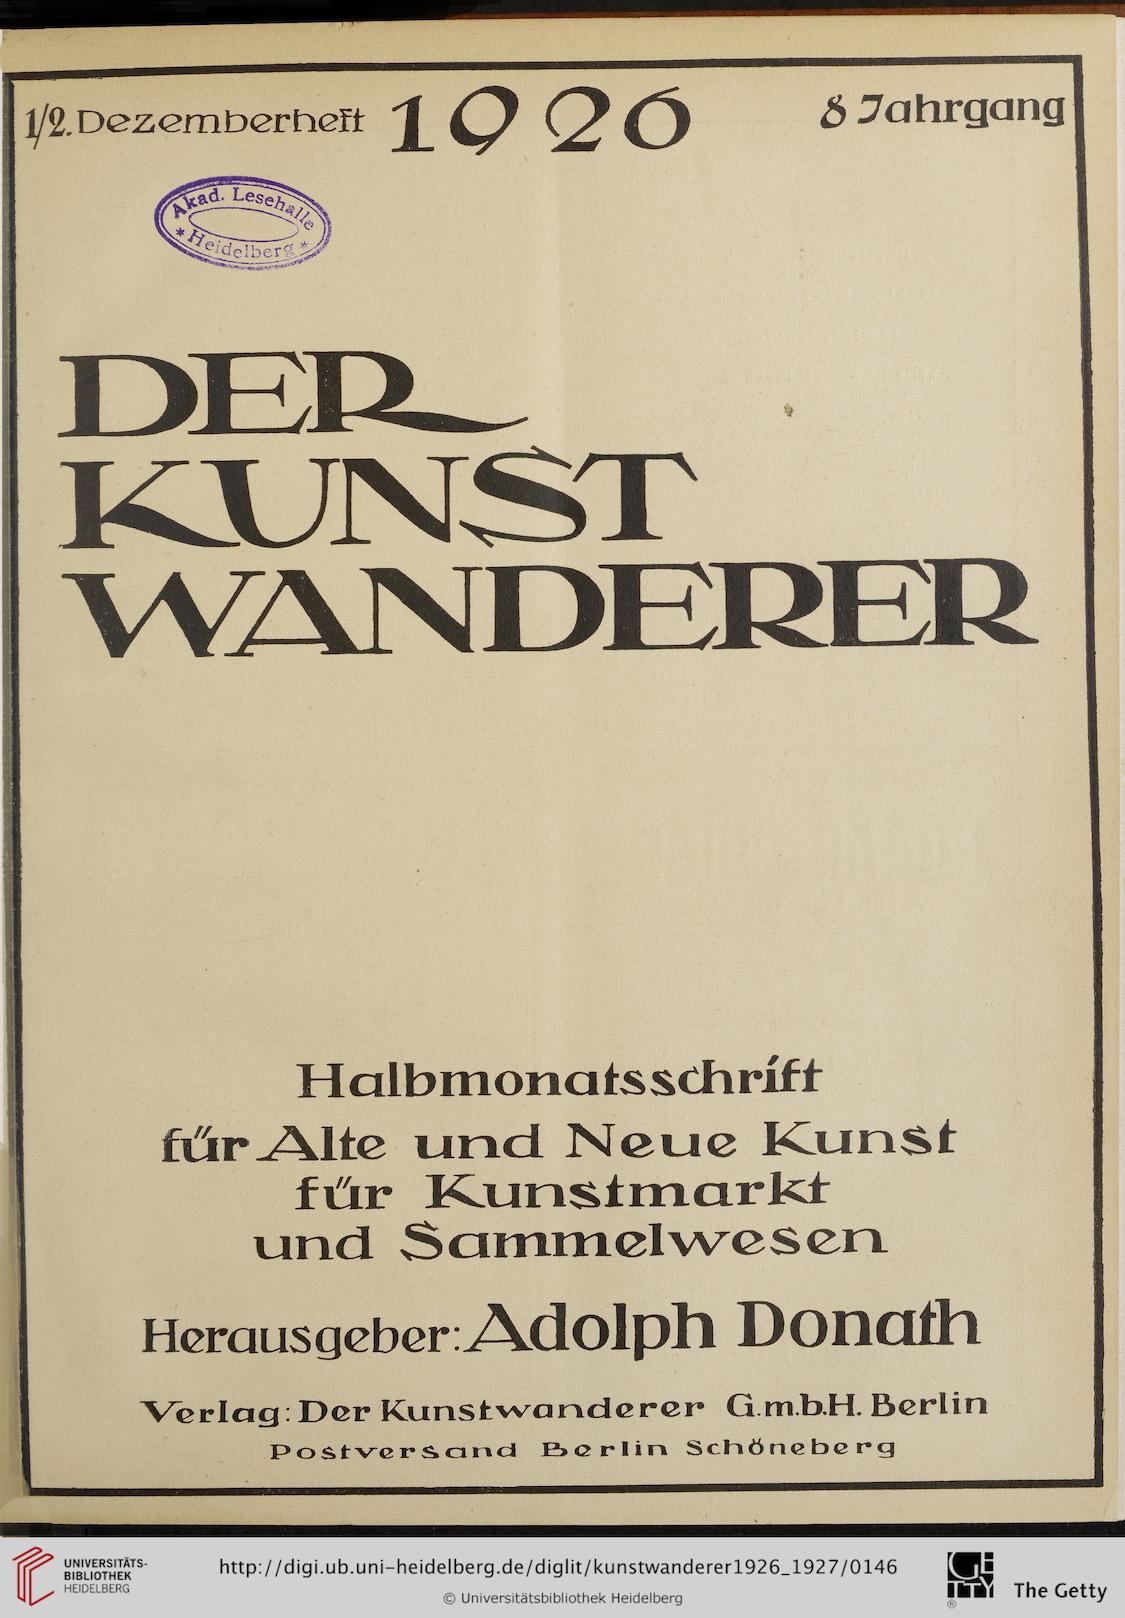 1/2. Dezemberheft 1926 8 Jahrgang
Akad. Lesehalle
* Heidelberg *
DER
KUNST
WANDERER
Halbmonatsschrift
für Alte und Neue Kunst
für Kunstmarkt
und Sammelwesen
Herausgeber: Adolph Donath
Verlag: Der Kunstwanderer G.m.b.H. Berlin
Postversand Berlin Schöneberg
UNIVERSITÄTS-
BIBLIOTHEK
HEIDELBERG
http://digi.ub.uni-heidelberg.de/diglit/kunstwanderer1926_1927/0146
© Universitätsbibliothek Heidelberg
GE
TTY
®
The Getty